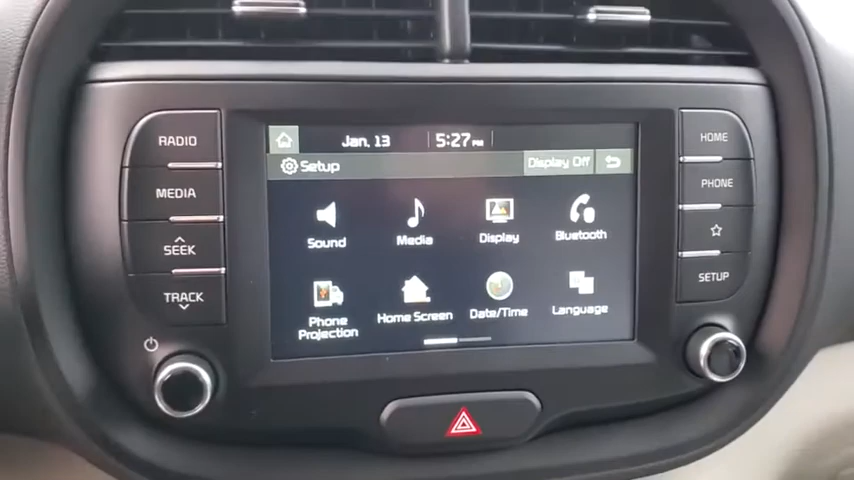 RADIO
MEDIA
SEEK
TRACK
Jan. 13 5:27 PM
Setup Display Off
Sound Media Display Bluetooth
Phone Projection Home Screen Date/Time Language
HOME
PHONE
SETUP